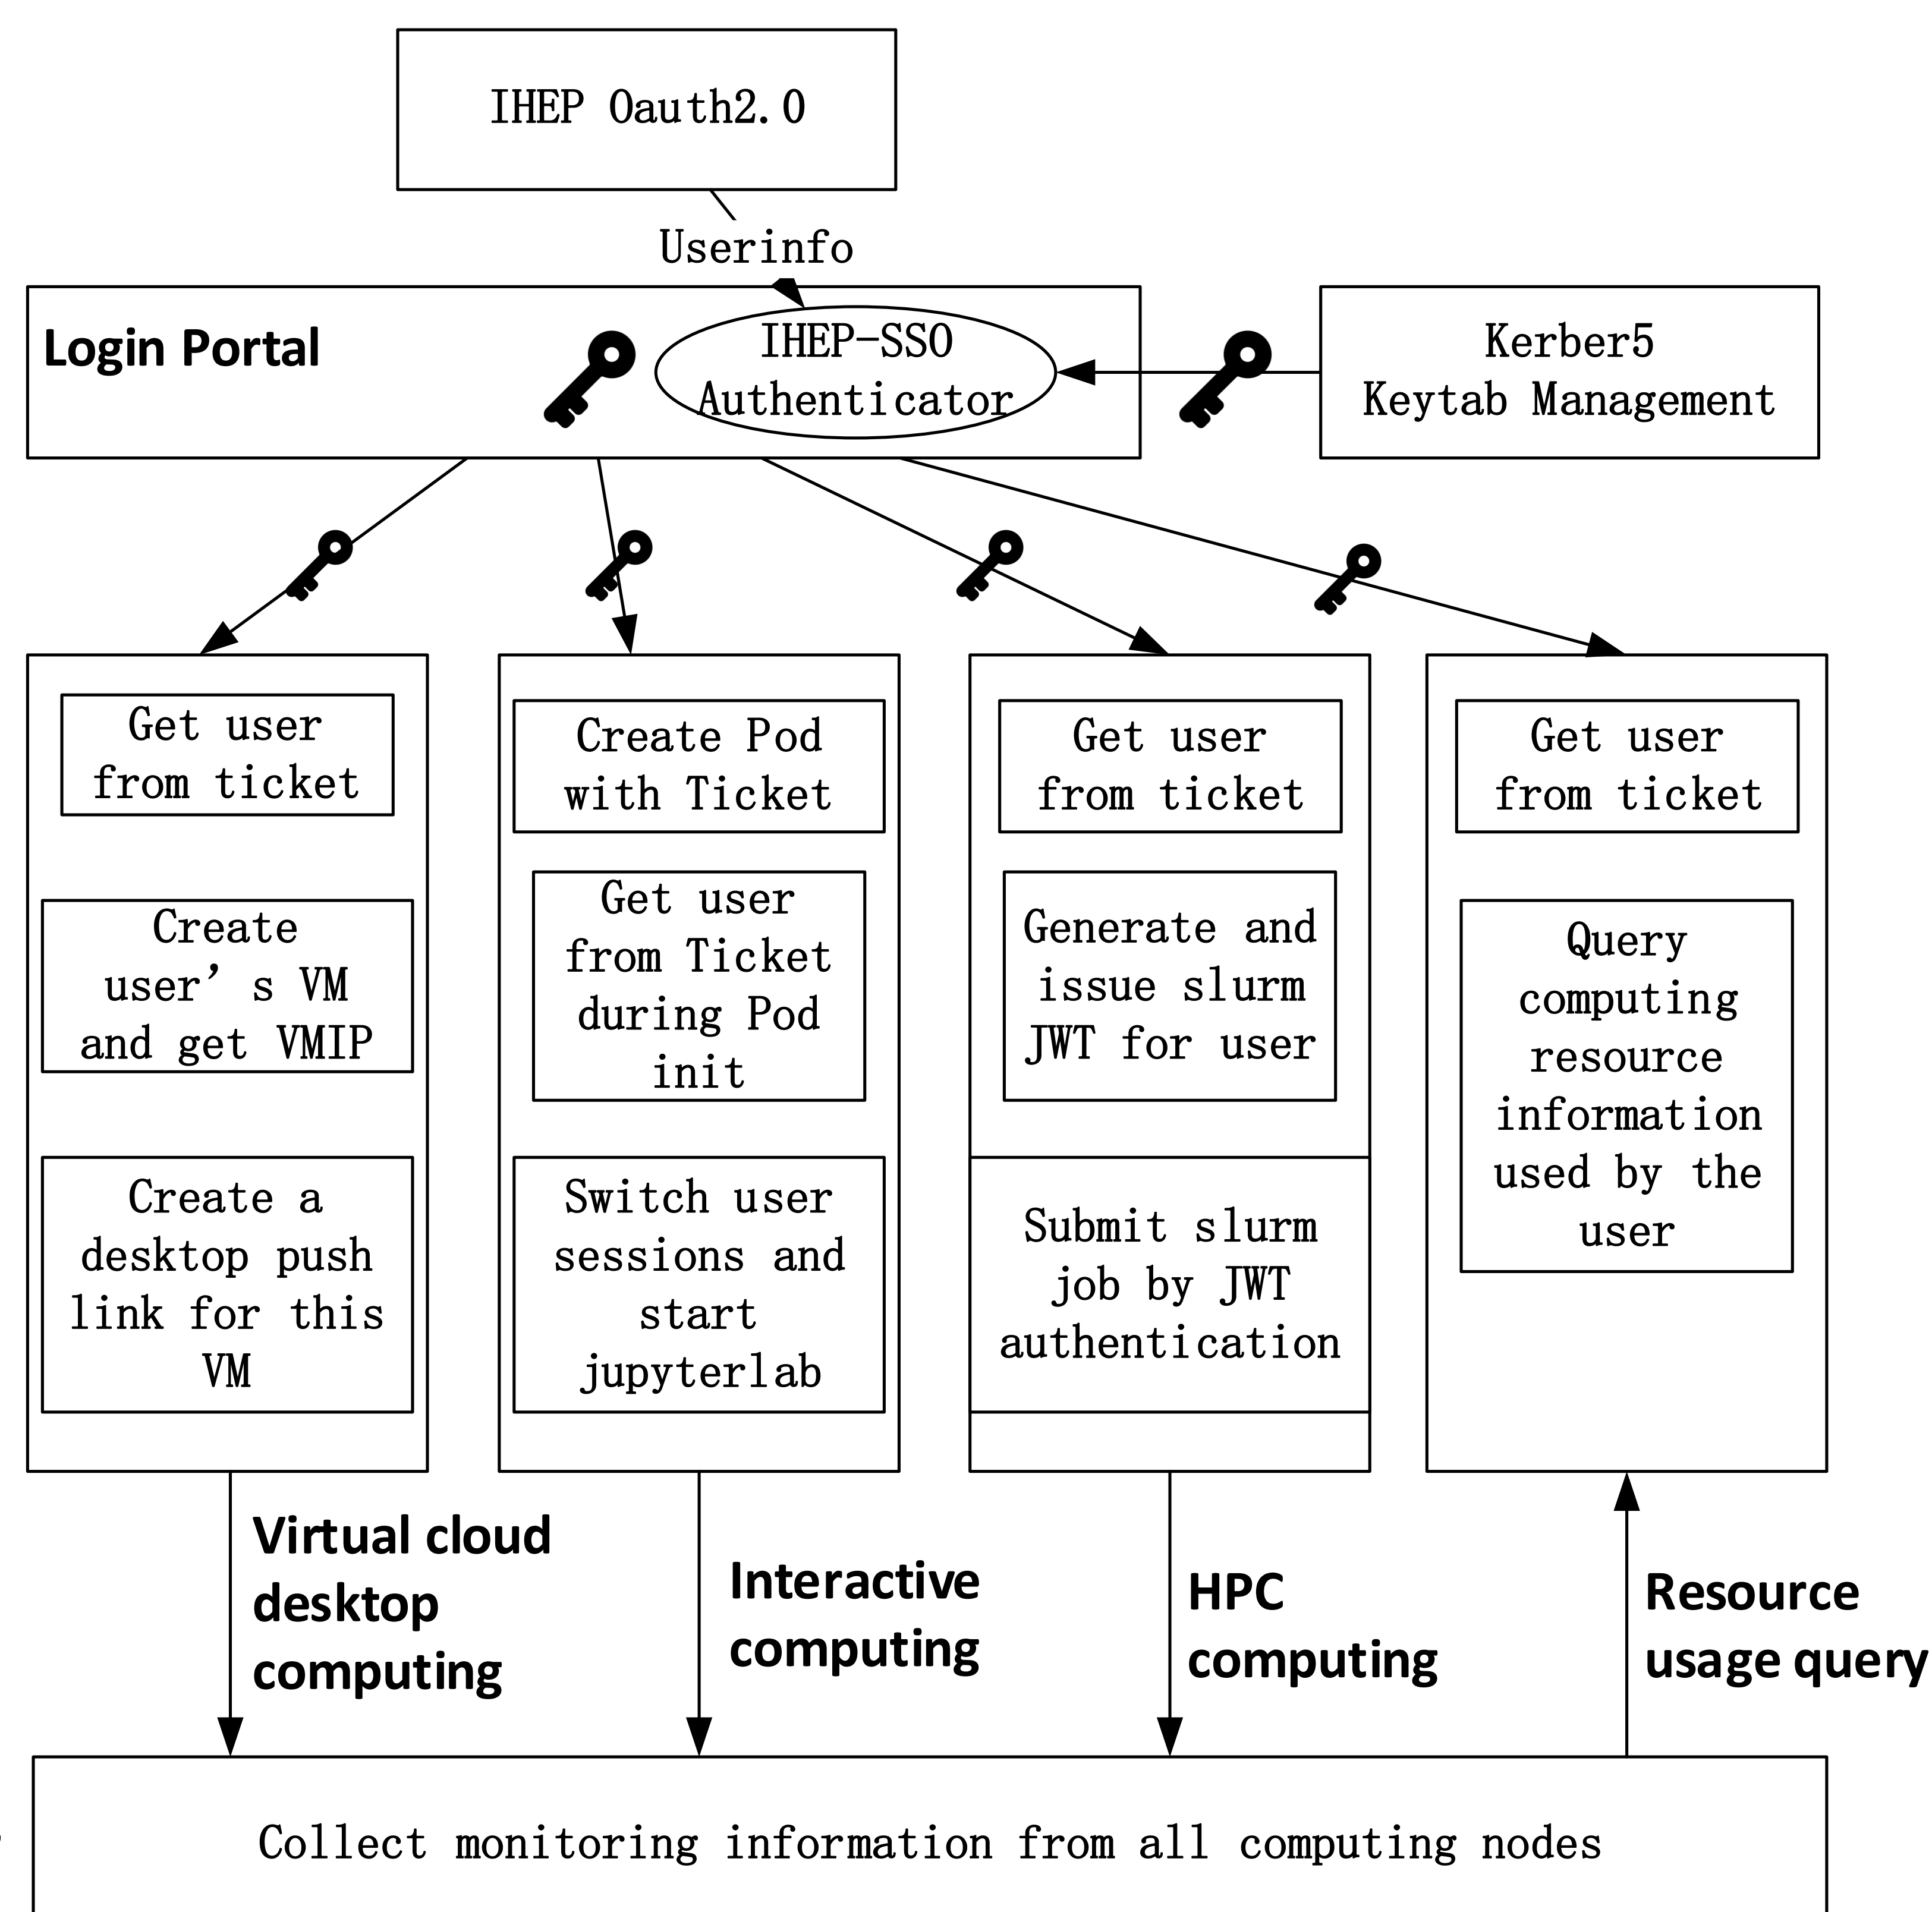 IHEP Oauth2.0
Userinfo
Login Portal
IHEP-SSO
Authenticator
Kerber5
Keytab Management
Get user
from ticket
Create
user's VM
and get VMIP
Create a
desktop push
link for this
VM
Create Pod
with Ticket
Get user
from Ticket
during Pod
init
Switch user
sessions and
start
jupyterlab
Get user
from ticket
Generate and
issue slurm
JWT for user
Submit slurm
job by JWT
authentication
Get user
from ticket
Query
computing
resource
information
used by the
user
Virtual cloud
desktop
computing
Interactive
computing
HPC
computing
Resource
usage query
Collect monitoring information from all computing nodes